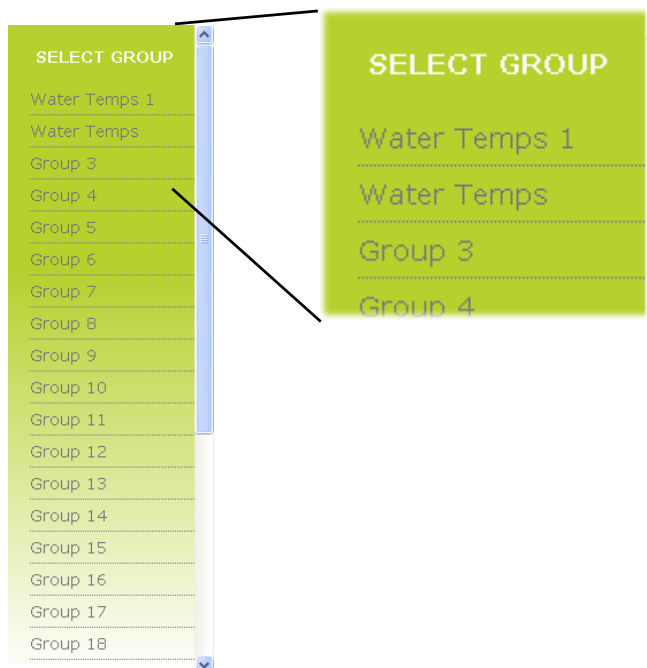 SELECT GROUP
Water Temps 1
Water Temps
Group 3
Group 4
Group 5
Group 6
Group 7
Group 8
Group 9
Group 10
Group 11
Group 12
Group 13
Group 14
Group 15
Group 16
Group 17
Group 18
SELECT GROUP
Water Temps 1
Water Temps
Group 3
Group 4